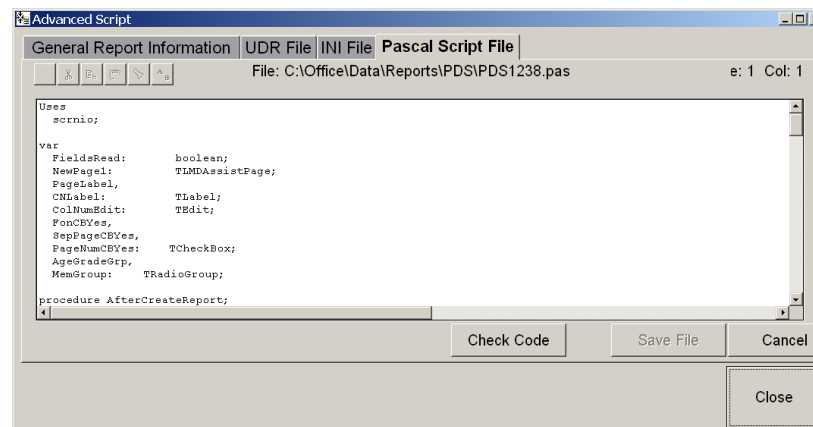 Advanced Script
General Report Information UDR File INI File Pascal Script File
File: C:\Office\Data\Reports\PDS\PDS1238.pas e: 1 Col: 1
Uses
scrnio;
var
FieldsRead: boolean;
NewPage1: TLMDAssistPage;
PageLabel,
CNLabel: TLabel;
ColNumEdit: TEdit;
FonCBYes,
SepPageCBYes,
PageNumCBYes: TCheckBox;
AgeGradeGrp,
MemGroup: TRadioGroup;
procedure AfterCreateReport;
Check Code Save File Cancel
Close